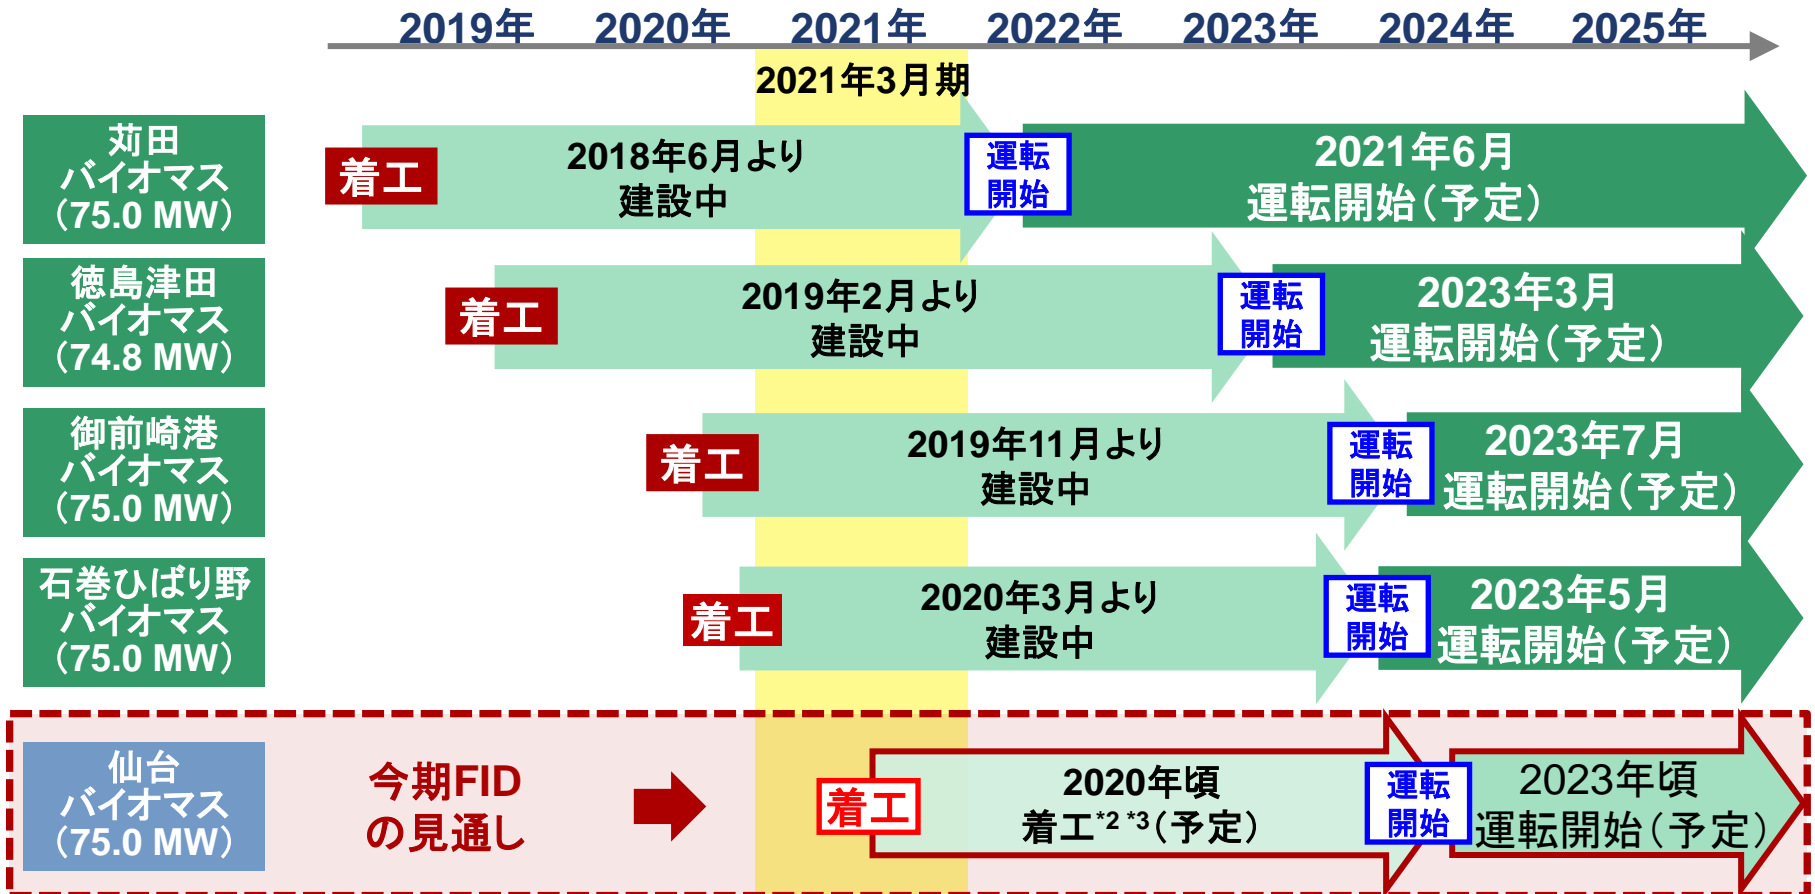 2019年 2020年 2021年 2022年 2023年 2024年 2025年
2021年3月期
苅田
バイオマス
（75.0 MW）
着工
2018年6月より
建設中
運転
開始
2021年6月
運転開始（予定）
徳島津田
バイオマス
（74.8 MW）
着工
2019年2月より
建設中
運転
開始
2023年3月
運転開始（予定）
御前崎港
バイオマス
（75.0 MW）
着工
2019年11月より
建設中
運転
開始
2023年7月
運転開始（予定）
石巻ひばり野
バイオマス
（75.0 MW）
着工
2020年3月より
建設中
運転
開始
2023年5月
運転開始（予定）
仙台
バイオマス
（75.0 MW）
今期FID
の見通し
着工
2020年頃
着工*2 *3（予定）
運転
開始
2023年頃
運転開始（予定）